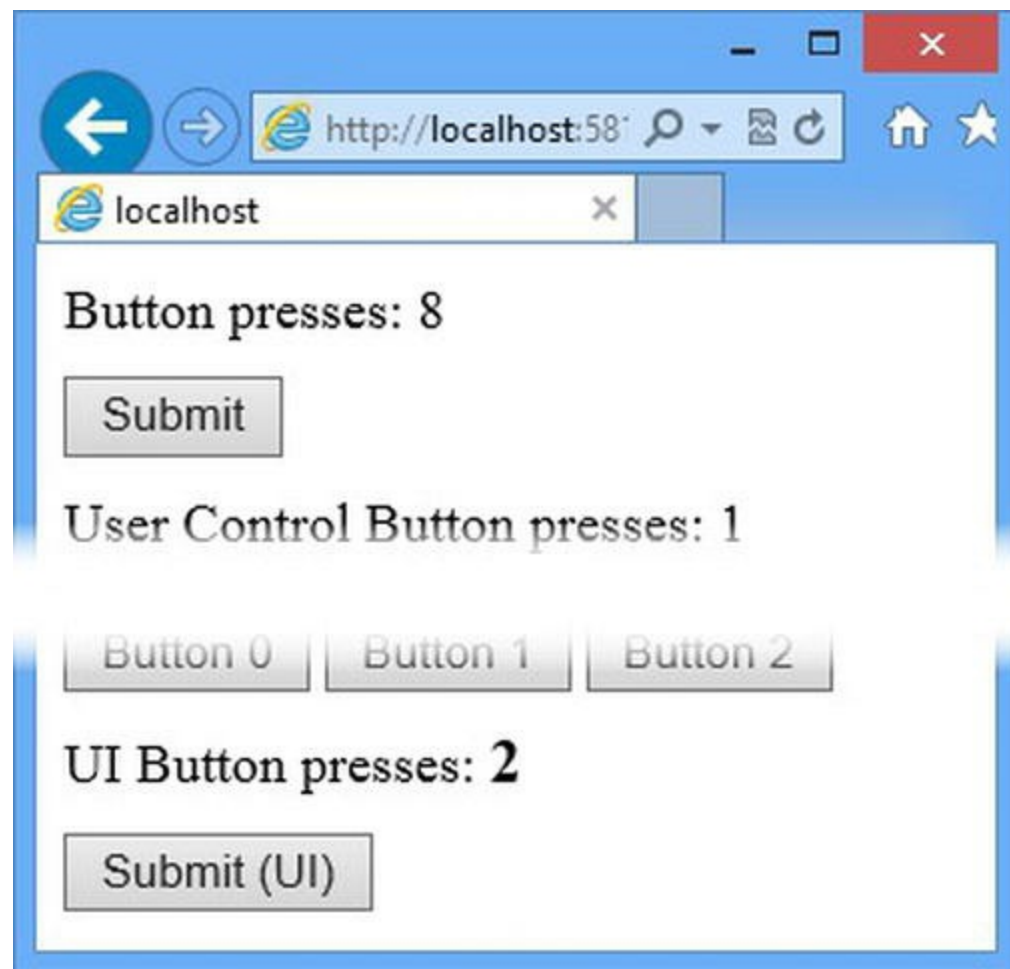 http://localhost:58
localhost
Button presses: 8
Submit
User Control Button presses: 1
Button 0 Button 1 Button 2
UI Button presses: 2
Submit (UI)